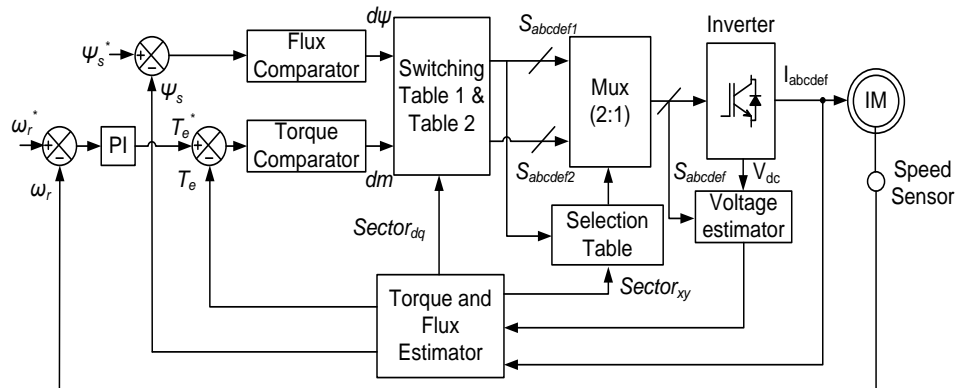 Ψs*
+
-
Ψs
ωr*
+
-
ωr
PI
Te*
+
-
Te
Flux
Comparator
dψ
Torque
Comparator
dm
Switching
Table 1 &
Table 2
Sabcdef1
Sabcdef2
Mux
(2:1)
Inverter
Sabcdef
Vdc
Iabcdef
IM
Speed
Sensor
Voltage
estimator
Selection
Table
Sectordq
Sectorxy
Torque and
Flux
Estimator